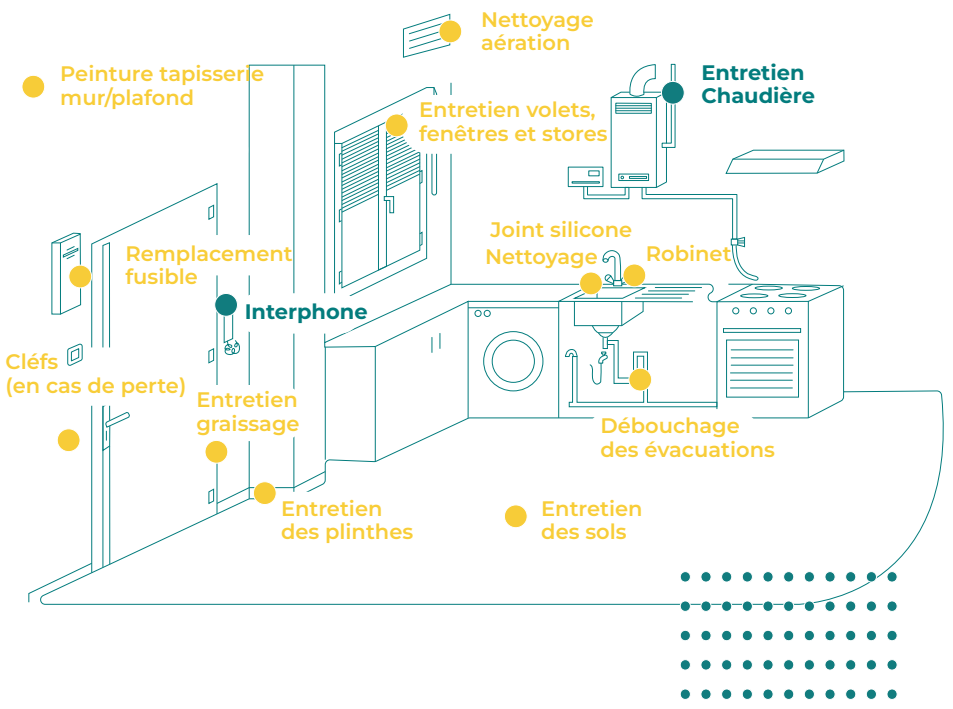 Nettoyage
aération
Peinture tapisserie
mur/plafond
Entretien
Chaudière
Entretien volets,
fenêtres et stores
Joint silicone
Nettoyage
Robinet
Remplacement
fusible
Interphone
Cléfs
(en cas de perte)
Entretien
graissage
Débouchage
des évacuations
Entretien
des plinthes
Entretien
des sols